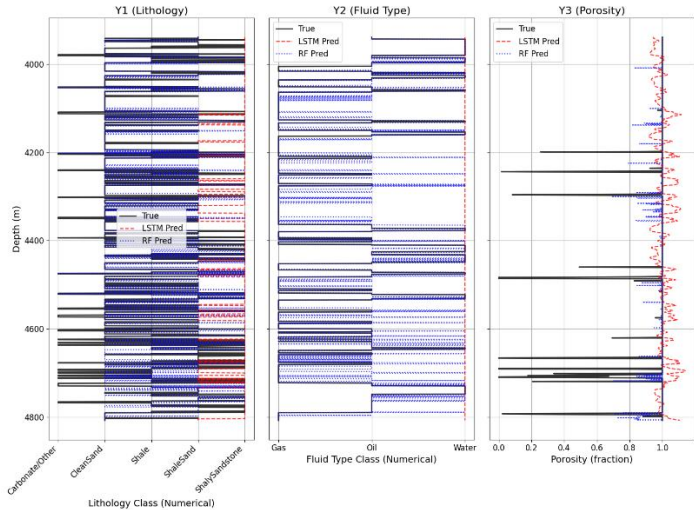 Y1 (Lithology)
Y2 (Fluid Type)
Y3 (Porosity)
True
LSTM Pred
RF Pred
True
LSTM Pred
RF Pred
True
LSTM Pred
RF Pred
Depth (m)
4000
4200
4400
4600
4800
Carbonate/Other
CleanSand
Shale
ShaleSand
ShalySandstone
Lithology Class (Numerical)
Gas
Oil
Water
Fluid Type Class (Numerical)
0.0
0.2
0.4
0.6
0.8
1.0
Porosity (fraction)